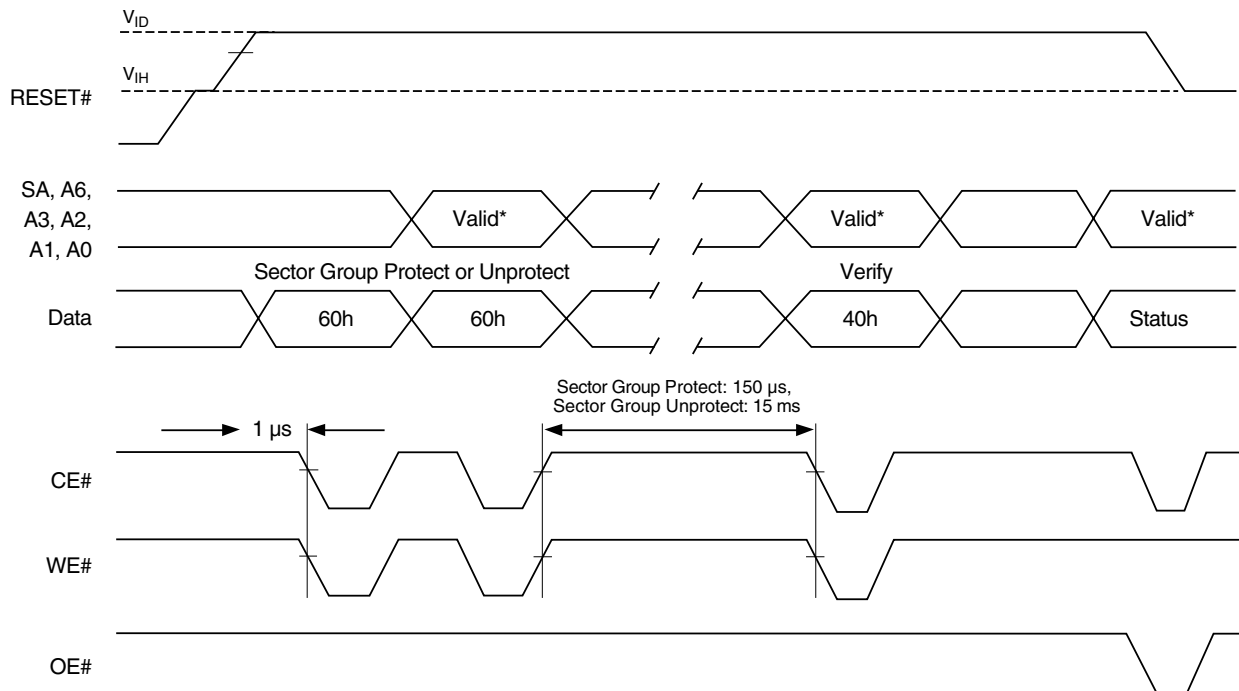 VID
VIH
RESET#
SA, A6,
A3, A2,
A1, A0
Valid*
Valid*
Valid*
Sector Group Protect or Unprotect
Verify
Data
60h
60h
40h
Status
Sector Group Protect: 150 µs,
Sector Group Unprotect: 15 ms
1 µs
CE#
WE#
OE#